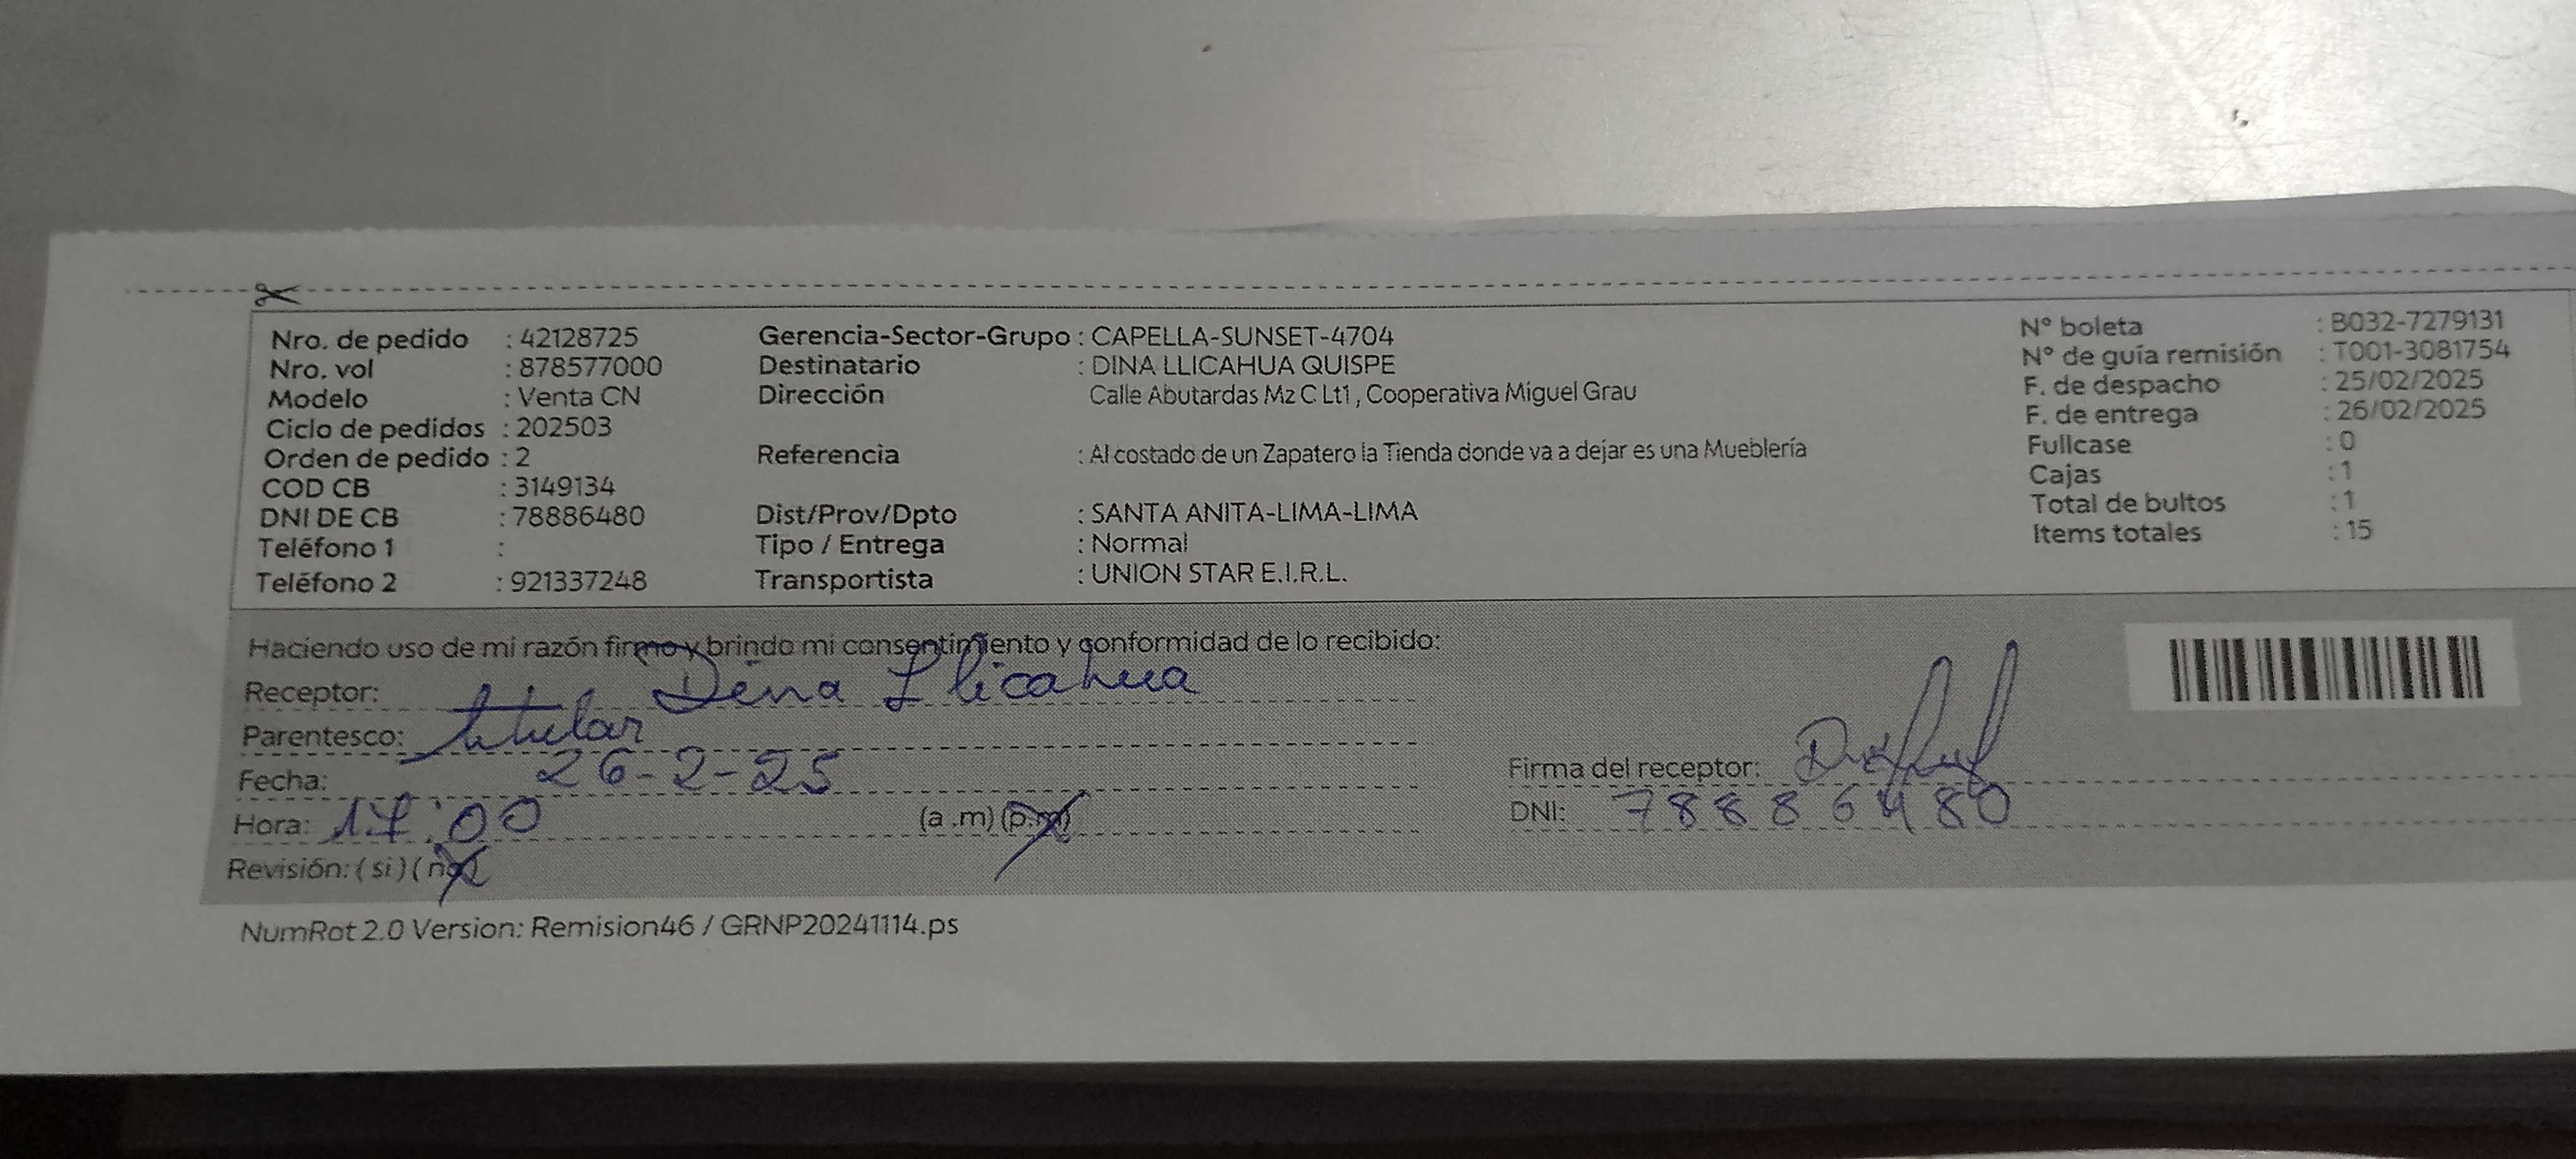 Nro. de pedido : 42128725 Gerencia-Sector-Grupo : CAPELLA-SUNSET-4704 N° boleta : B032-7279131
Nro. vol : 878577000 Destinatario : DINA LLICAHUA QUISPE N° de guía remisión : T001-3081754
Modelo : Venta CN Dirección Calle Abutardas Mz C Lt1 , Cooperativa Miguel Grau F. de despacho : 25/02/2025
Ciclo de pedidos : 202503 F. de entrega : 26/02/2025
Orden de pedido : 2 Referencia : Al costado de un Zapatero la Tienda donde va a dejar es una Mueblería Fullcase : 0
COD CB : 3149134 Cajas : 1
DNI DE CB : 78886480 Dist/Prov/Dpto : SANTA ANITA-LIMA-LIMA Total de bultos : 1
Teléfono 1 : Tipo / Entrega : Normal Items totales : 15
Teléfono 2 : 921337248 Transportista : UNION STAR E.I.R.L.
Haciendo uso de mi razón firmo y brindo mi consentimiento y conformidad de lo recibido:
Receptor: Dina Llicahua
Parentesco: titular
Fecha: 26-2-25 Firma del receptor:
Hora: 17:00 (a .m) (p.m) DNI: 78886480
Revisión: ( si ) ( no )
NumRot 2.0 Version: Remision46 / GRNP20241114.ps